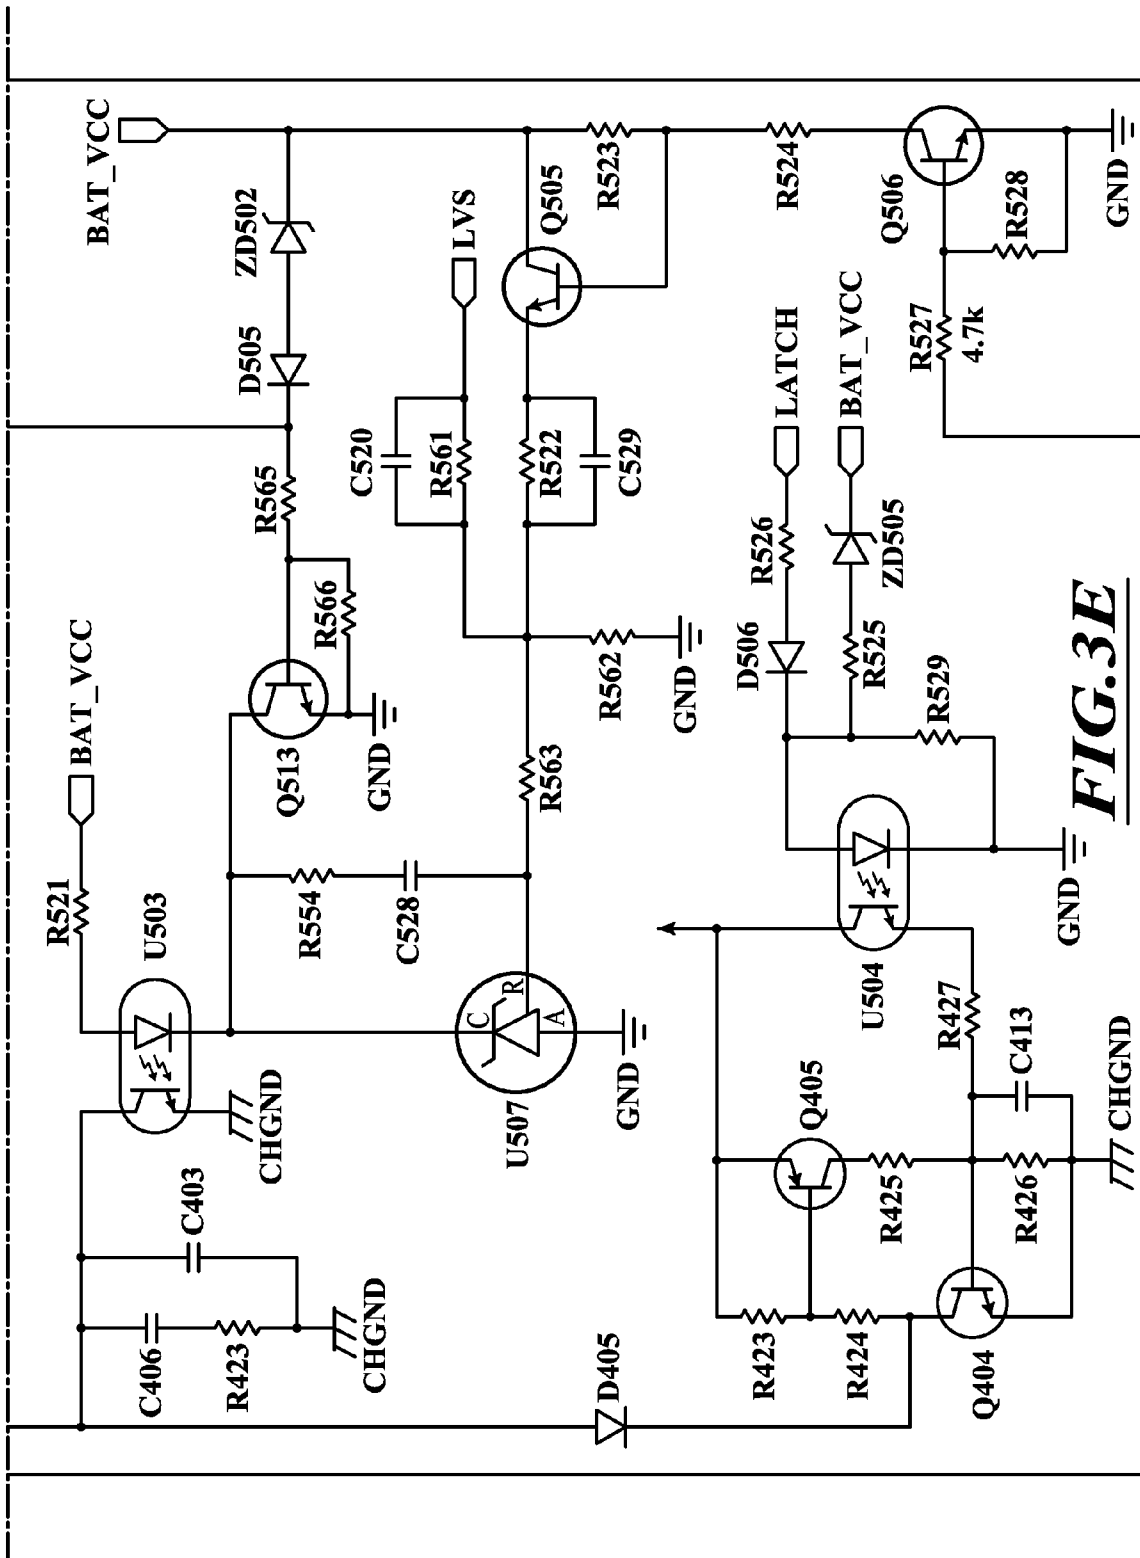 BAT_VCC
R521
U503
C403
C406
R423
CHGND
CHGND
BAT_VCC
ZD502
D505
R565
R566
Q513
GND
R554
C528
C
R
A
U507
GND
LVS
C520
R561
Q505
R522
C529
R523
R562
GND
R563
BAT_VCC
LATCH
R526
D506
BAT_VCC
ZD505
R525
R529
GND
U504
R427
C413
Q405
R425
R426
CHGND
R423
R424
Q404
D405
R524
Q506
R528
GND
R527
4.7k
FIG.3E